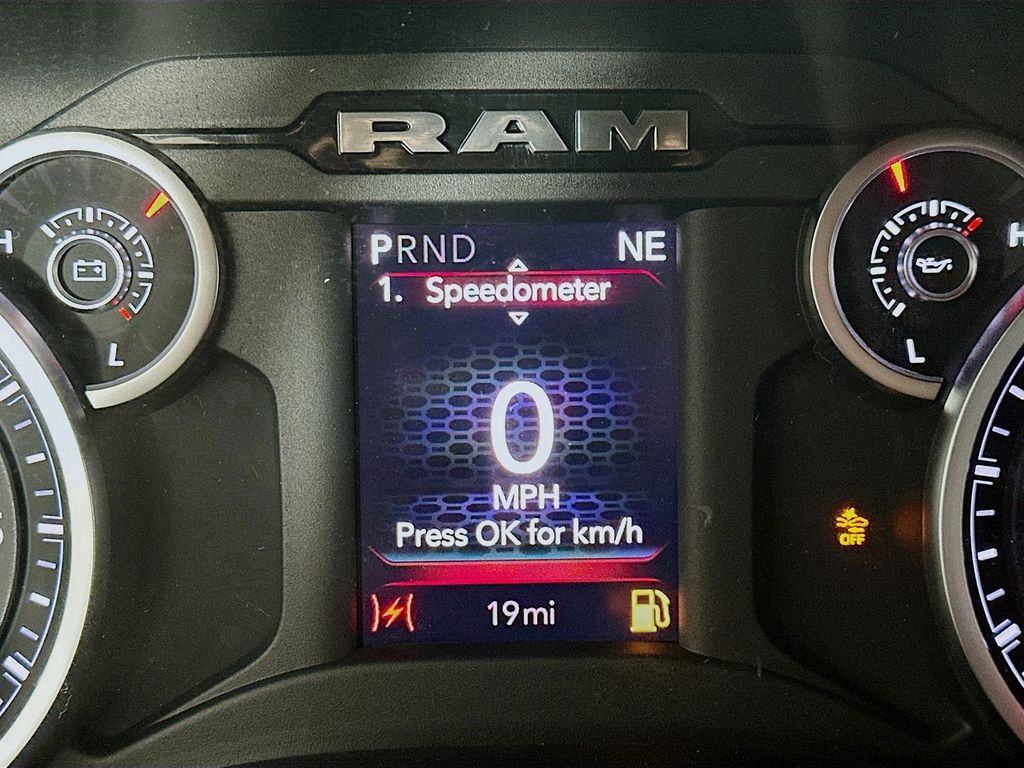 RAM
PRND NE
1. Speedometer
0
MPH
Press OK for km/h
19mi
H
L
H
L
OFF